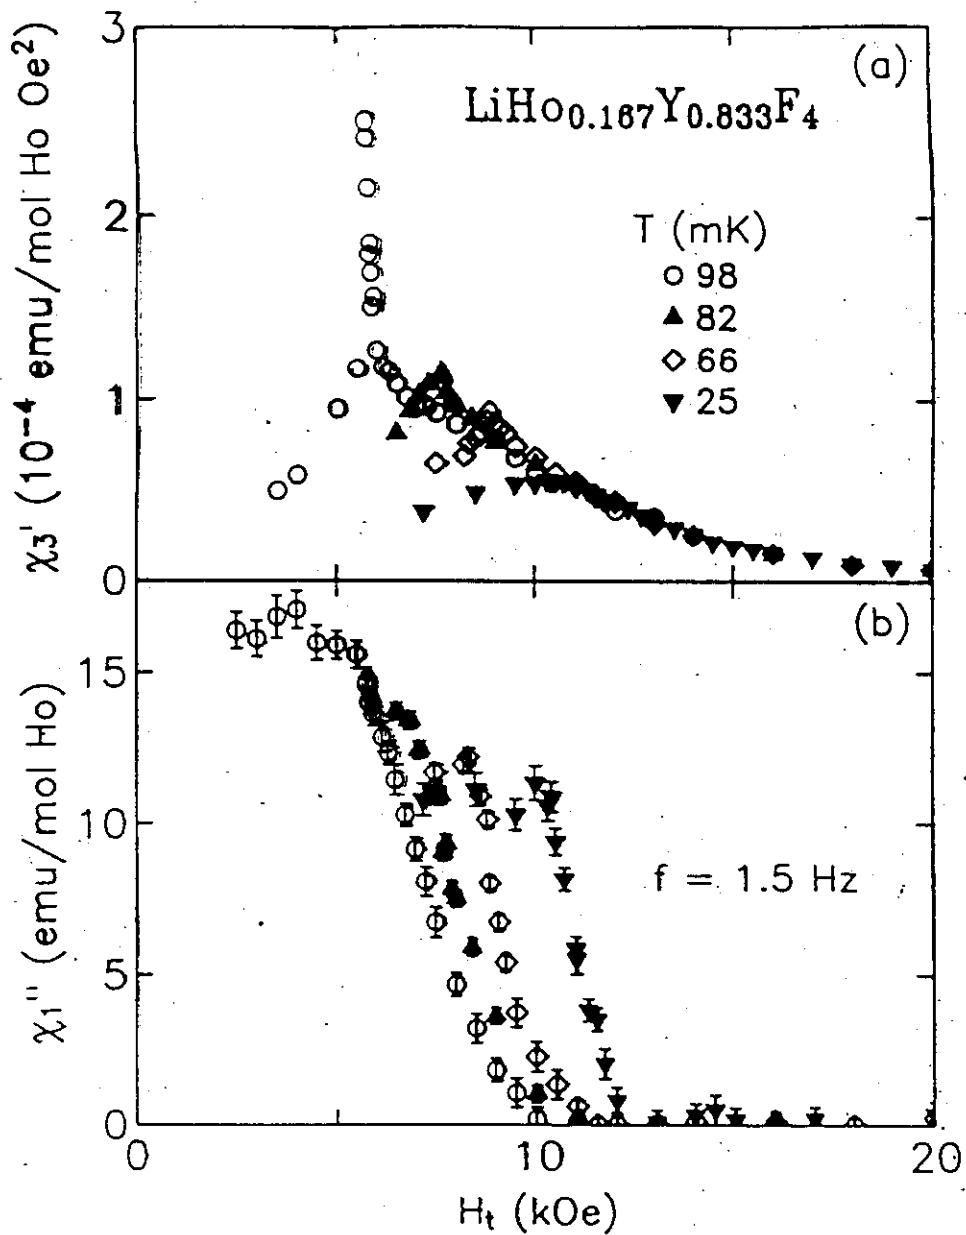 3
(a)
LiHo0.167Y0.833F4
2
T (mK)
98
82
66
25
1
0
χ3' (10−4 emu/mol Ho Oe2)
(b)
15
10
f = 1.5 Hz
5
0
χ1'' (emu/mol Ho)
0
10
20
Ht (kOe)